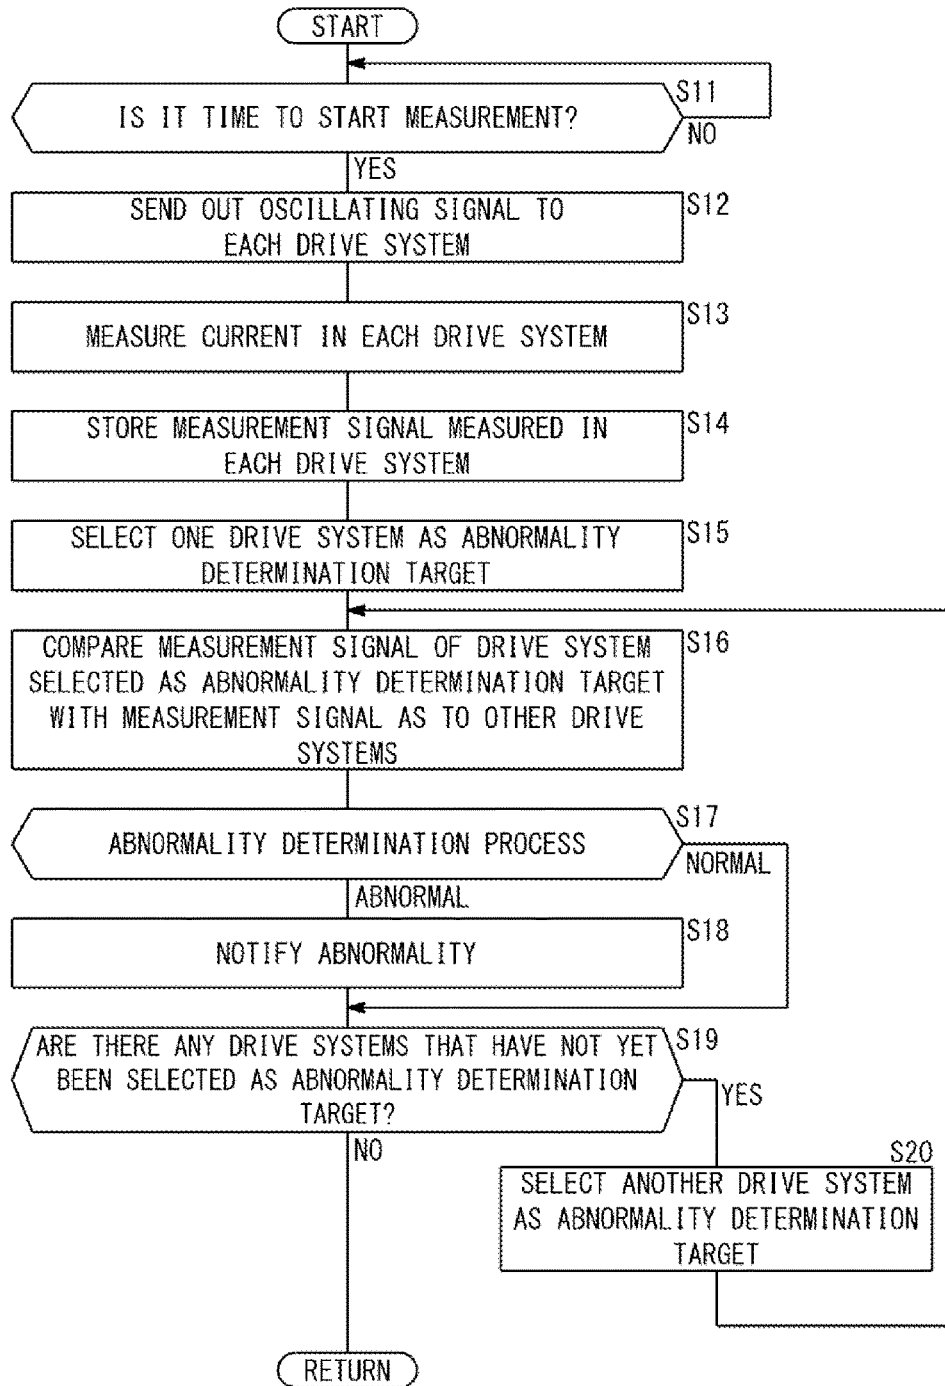 START
S11
IS IT TIME TO START MEASUREMENT?
NO
YES
SEND OUT OSCILLATING SIGNAL TO
EACH DRIVE SYSTEM
S12
MEASURE CURRENT IN EACH DRIVE SYSTEM
S13
STORE MEASUREMENT SIGNAL MEASURED IN
EACH DRIVE SYSTEM
S14
SELECT ONE DRIVE SYSTEM AS ABNORMALITY
DETERMINATION TARGET
S15
COMPARE MEASUREMENT SIGNAL OF DRIVE SYSTEM
SELECTED AS ABNORMALITY DETERMINATION TARGET
WITH MEASUREMENT SIGNAL AS TO OTHER DRIVE
SYSTEMS
S16
S17
ABNORMALITY DETERMINATION PROCESS
NORMAL
ABNORMAL
S18
NOTIFY ABNORMALITY
S19
ARE THERE ANY DRIVE SYSTEMS THAT HAVE NOT YET
BEEN SELECTED AS ABNORMALITY DETERMINATION
TARGET?
YES
NO
S20
SELECT ANOTHER DRIVE SYSTEM
AS ABNORMALITY DETERMINATION
TARGET
RETURN